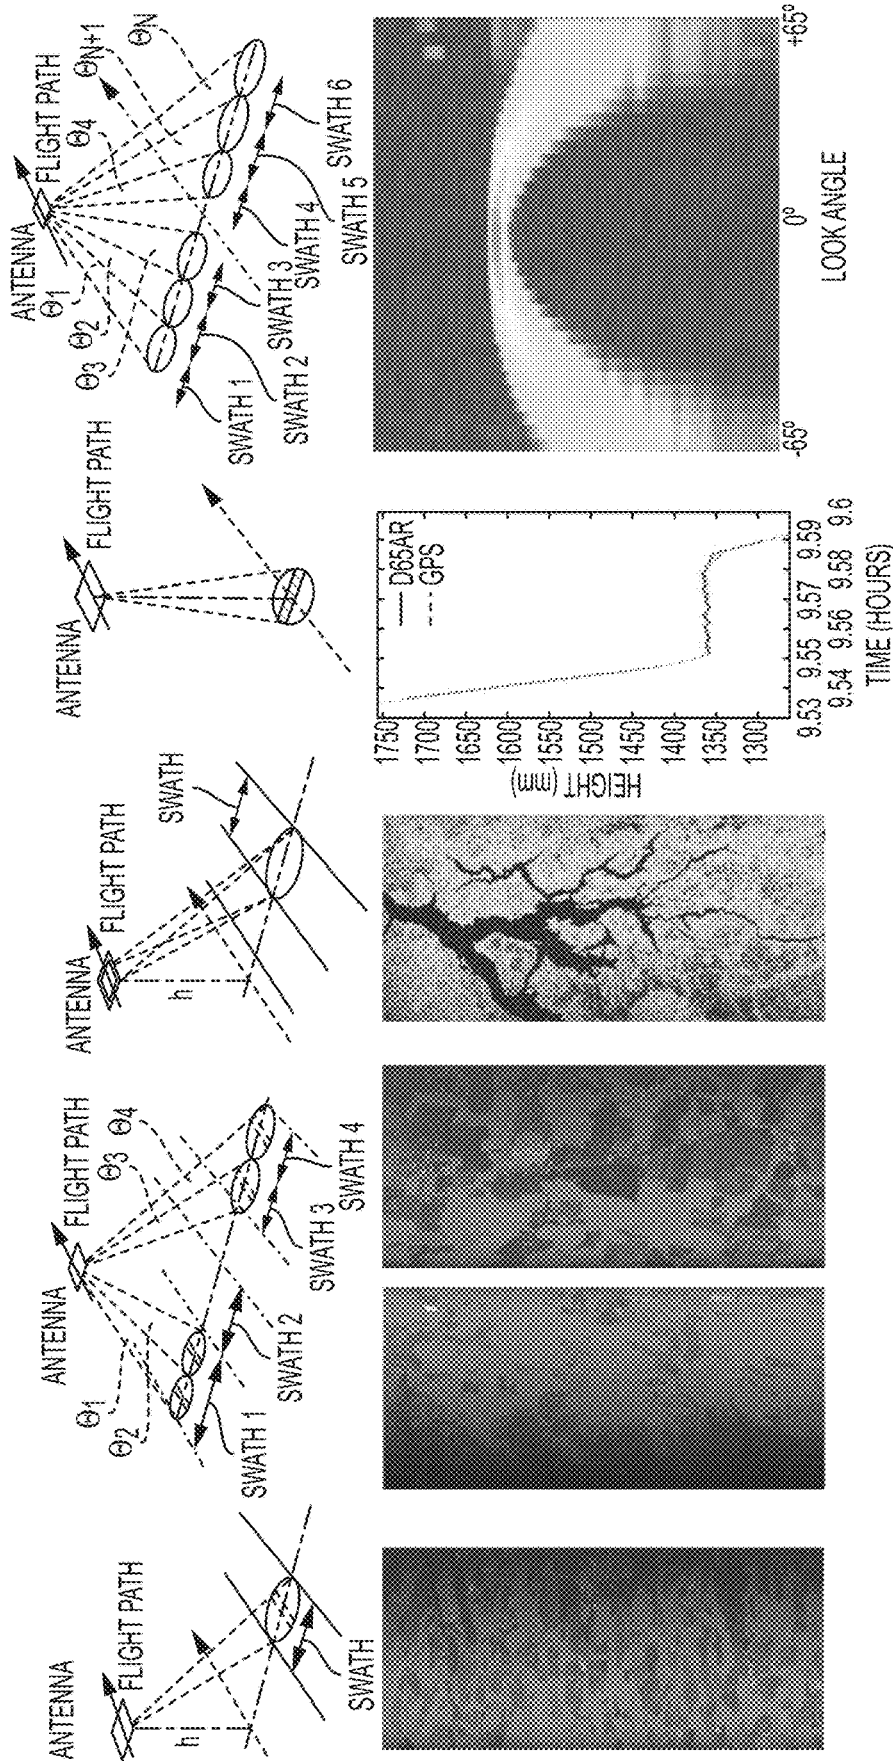 ANTENNA
FLIGHT PATH
h
SWATH
ANTENNA
FLIGHT PATH
Θ1
Θ2
Θ3
Θ4
SWATH 1
SWATH 2
SWATH 3
SWATH 4
ANTENNA
FLIGHT PATH
h
SWATH
ANTENNA
FLIGHT PATH
ANTENNA
FLIGHT PATH
Θ1
Θ2
Θ3
Θ4
ΘN+1
ΘN
SWATH 1
SWATH 2
SWATH 3
SWATH 4
SWATH 5
SWATH 6
HEIGHT (mm)
1750
1700
1650
1600
1550
1500
1450
1400
1350
1300
D65AR
GPS
9.53 9.55 9.56 9.57 9.59 9.6
9.54 9.58
TIME (HOURS)
-65° 0° +65°
LOOK ANGLE